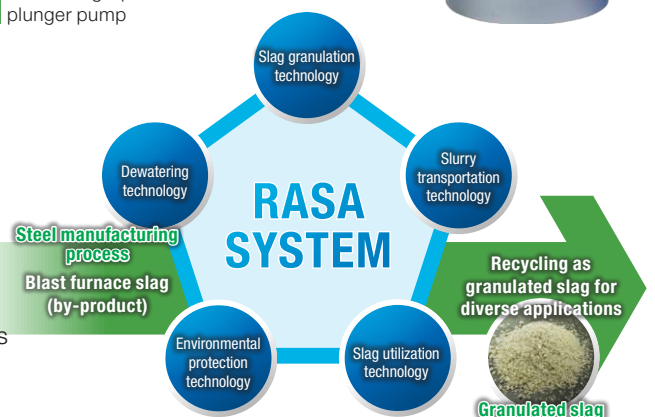 plunger pump
Slag granulation
technology
Dewatering
technology
Slurry
transportation
technology
RASA
SYSTEM
Steel manufacturing
process
Blast furnace slag
(by-product)
Recycling as
granulated slag for
diverse applications
Environmental
protection
technology
Slag utilization
technology
Granulated slag